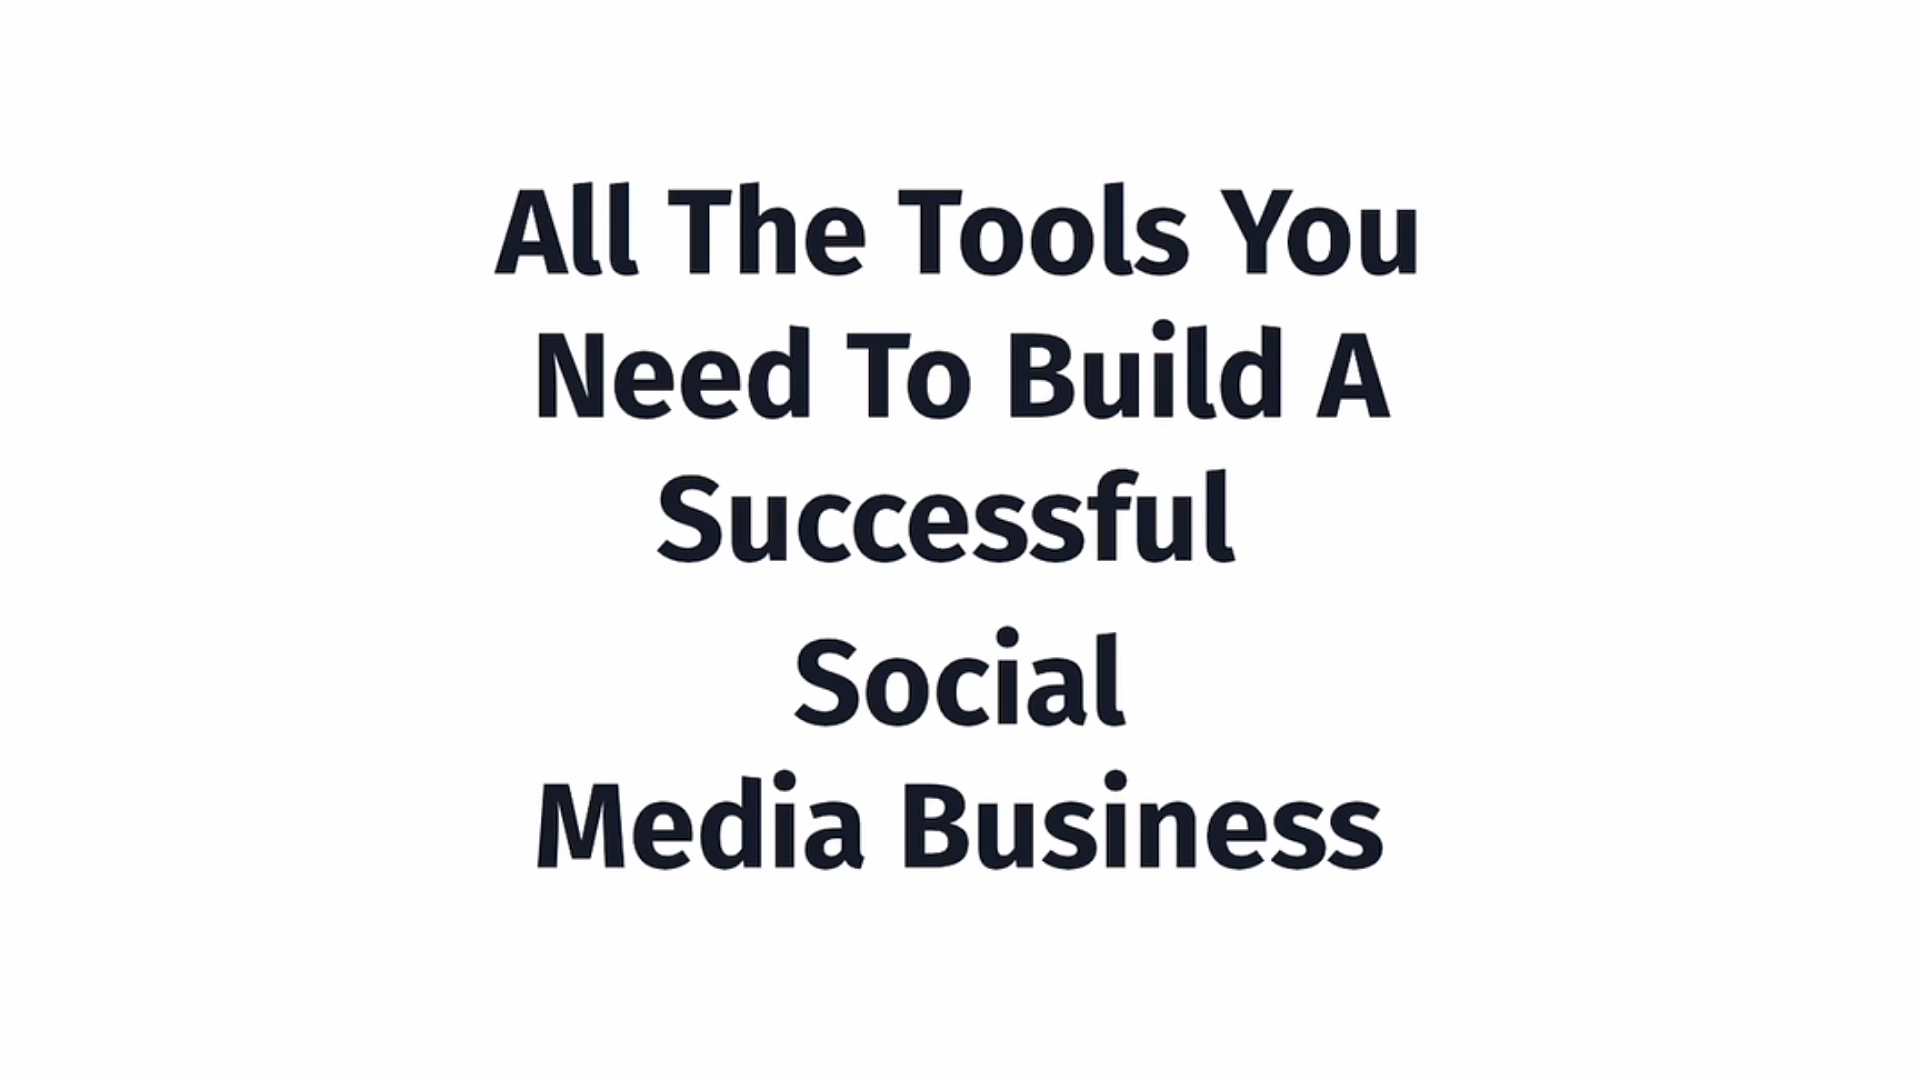 All The Tools You
Need To Build A
Successful
Social
Media Business